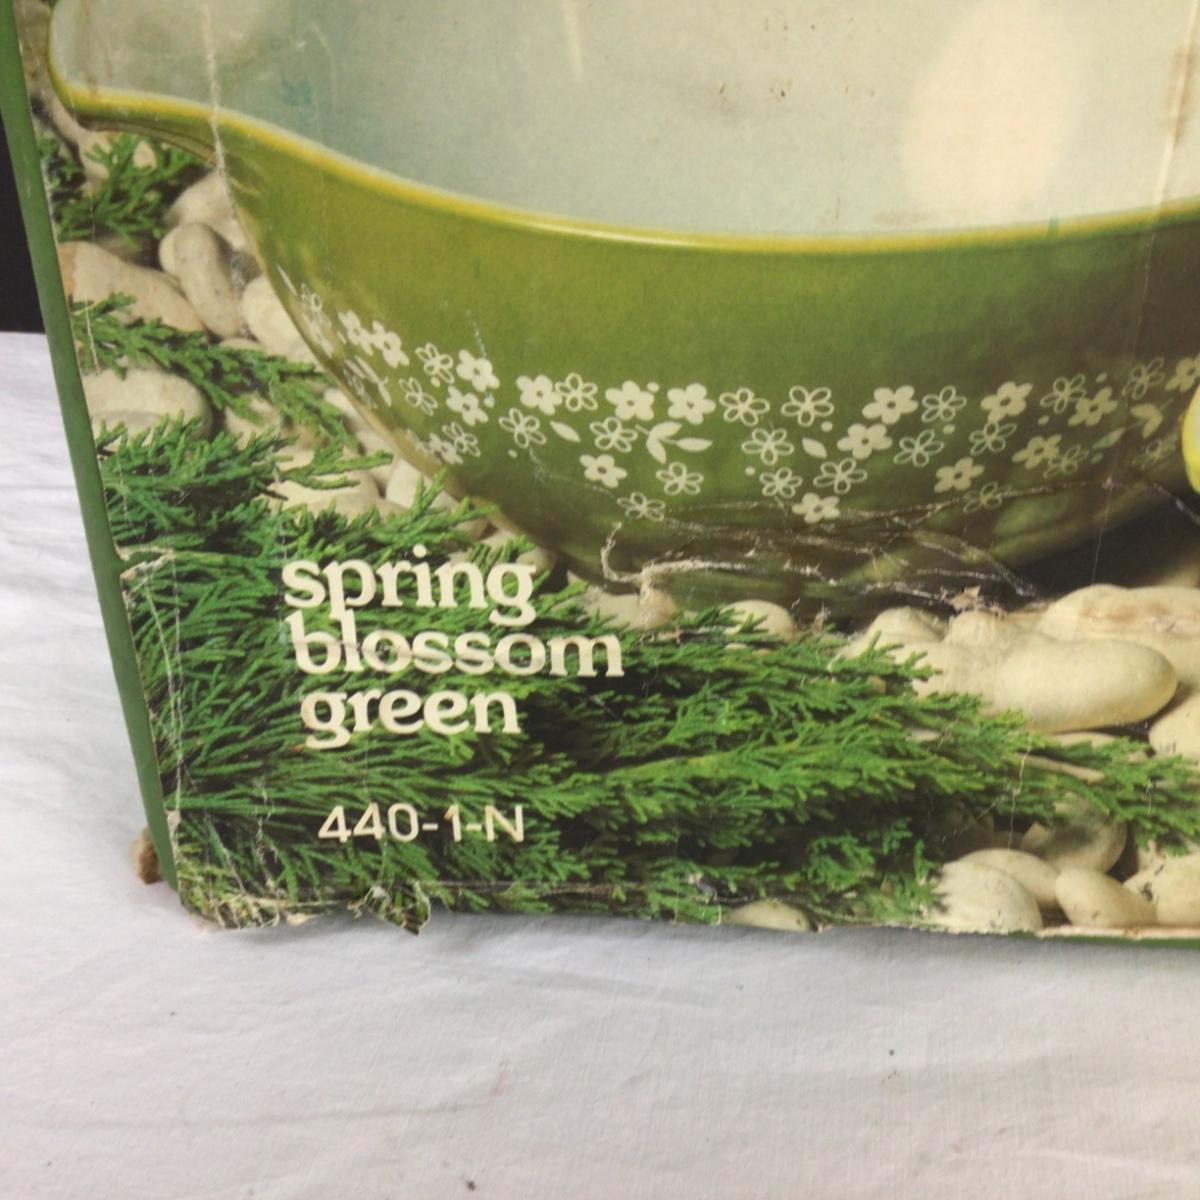 spring
blossom
green
440-1-N